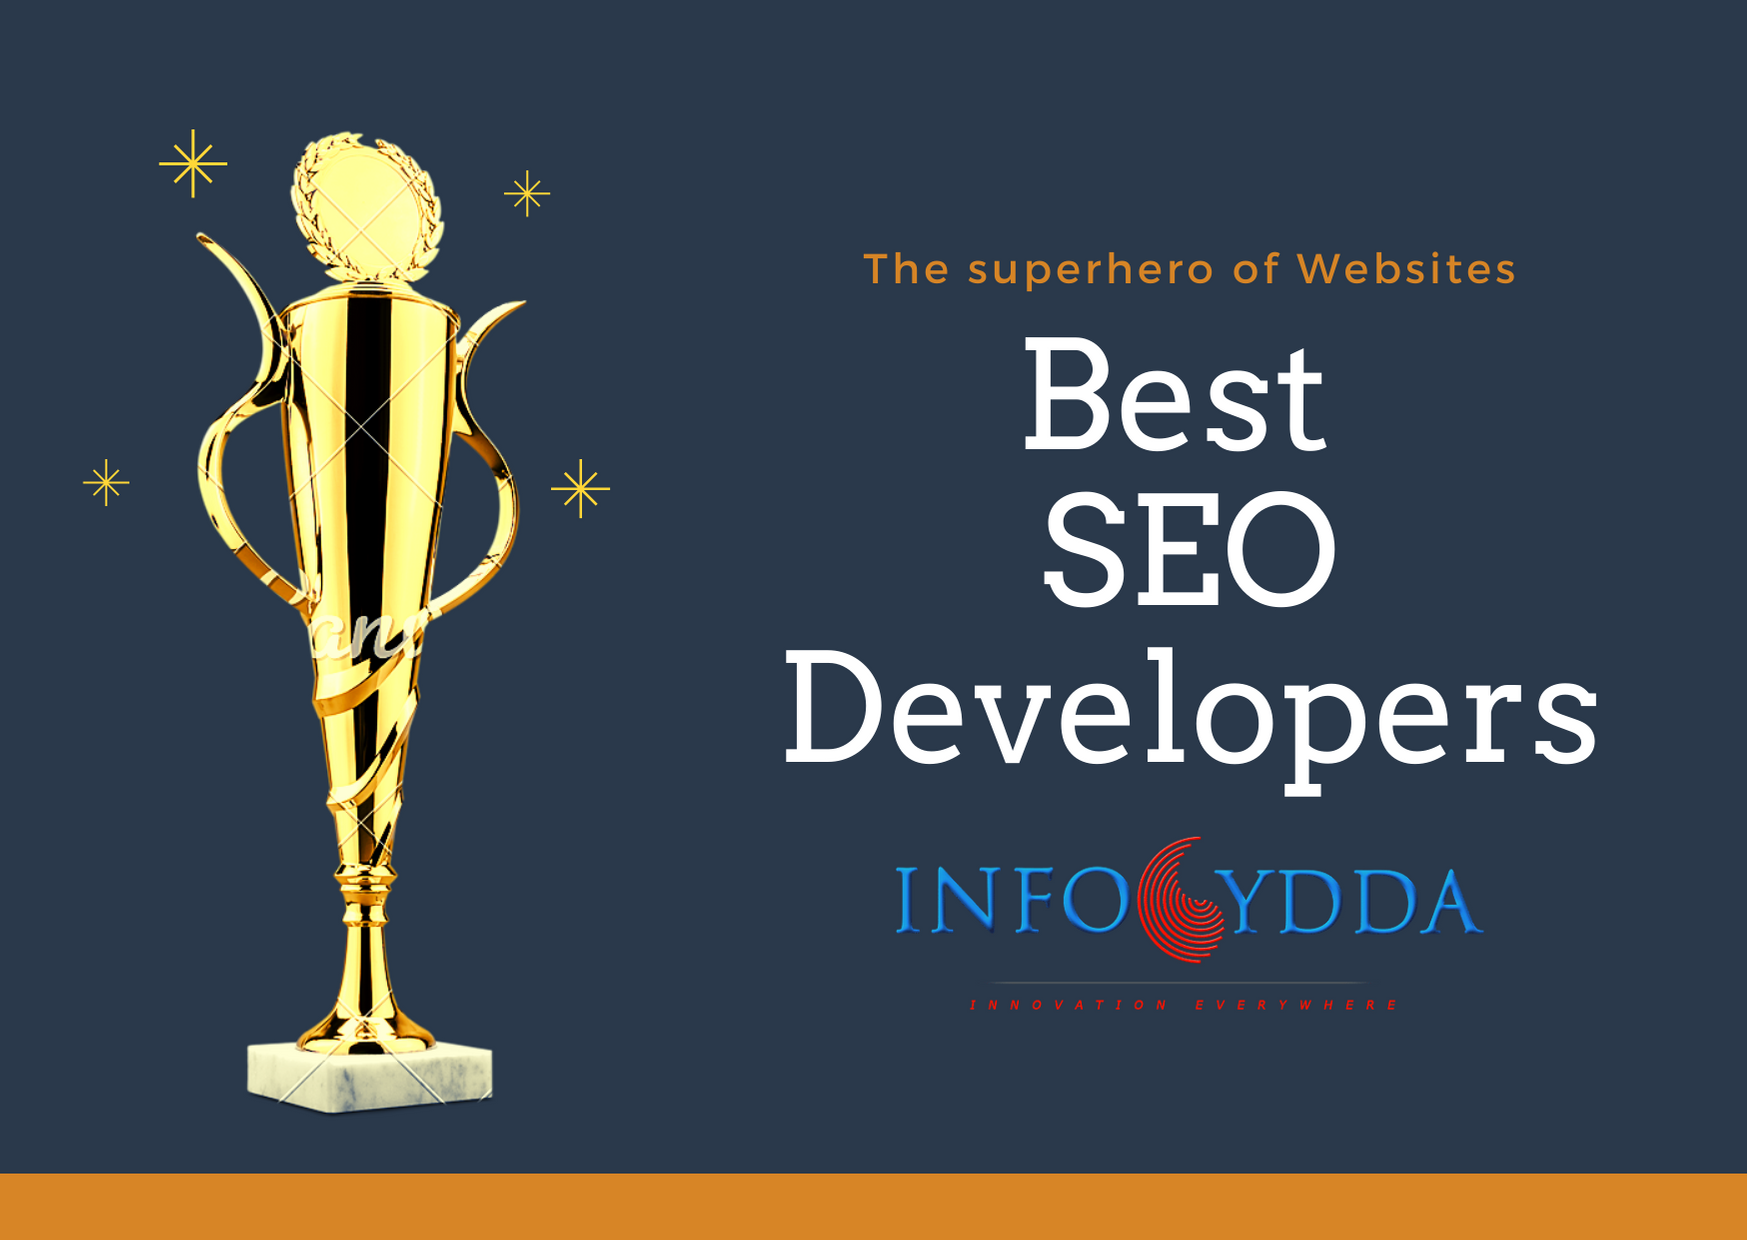 The superhero of Websites
Best
SEO
Developers
INFOYDDA
INNOVATION EVERYWHERE